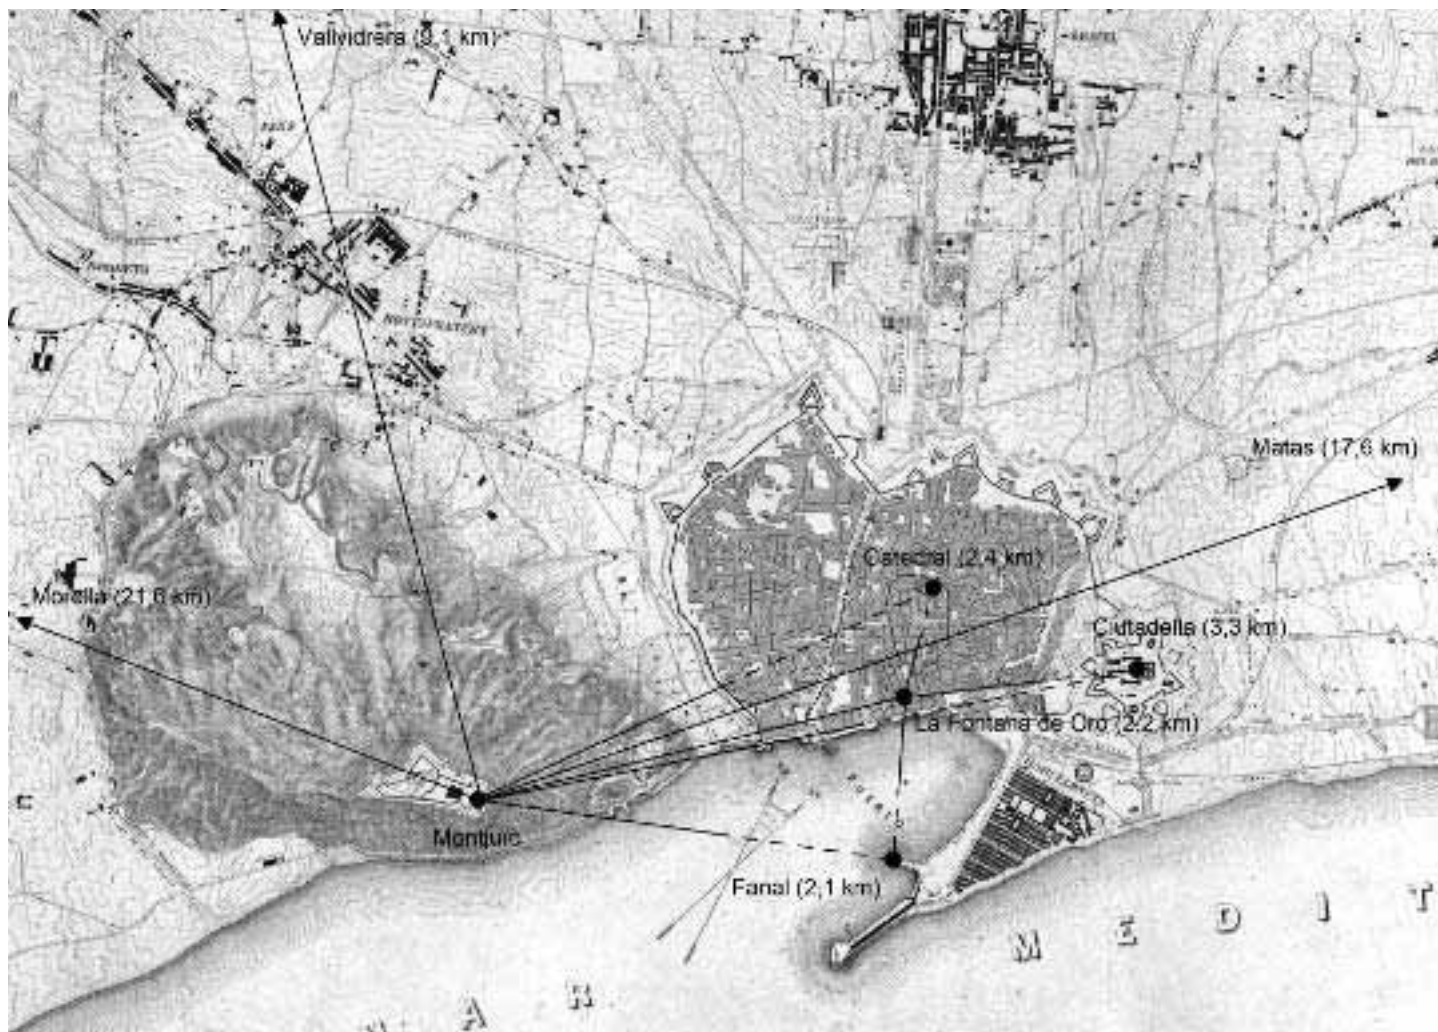 Vallvidrera (9,1 km)
Matas (17,6 km)
Catedral (2,4 km)
Morella (21,6 km)
Ciutadella (3,3 km)
La Fontana de Oro (2,2 km)
Montjuïc
Fanal (2,1 km)
M E D I T
A R